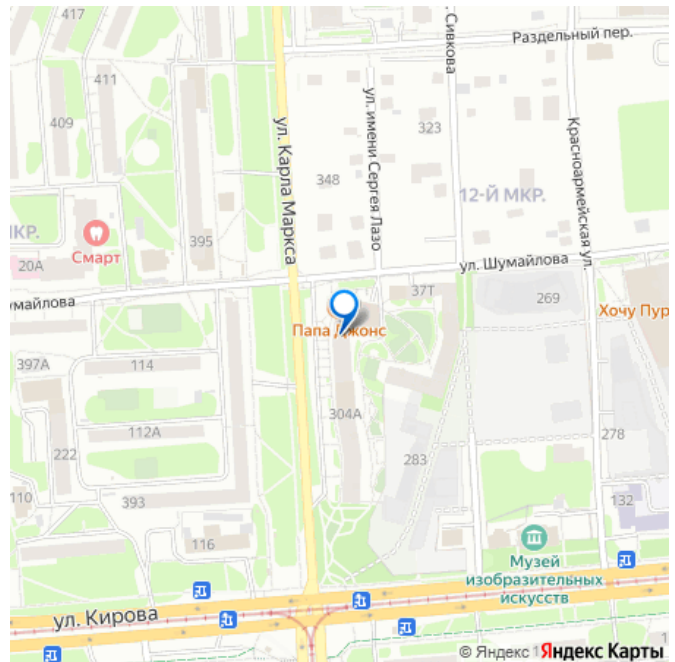 417
411
409
ул. Карла Маркса
Раздельный пер.
Сивкова
ул. имени Сергея Лазо
323
348
12-Й МКР.
Красноармейская ул.
МКР.
Смарт
20А
395
ул. Шумайлова
умайлова
37Т
269
Хочу Пур
Папа Джонс
397А
114
304А
112А
222
283
278
110
393
132
116
Музей
изобразительных
искусств
ул. Кирова
© Яндекс
Яндекс Карты